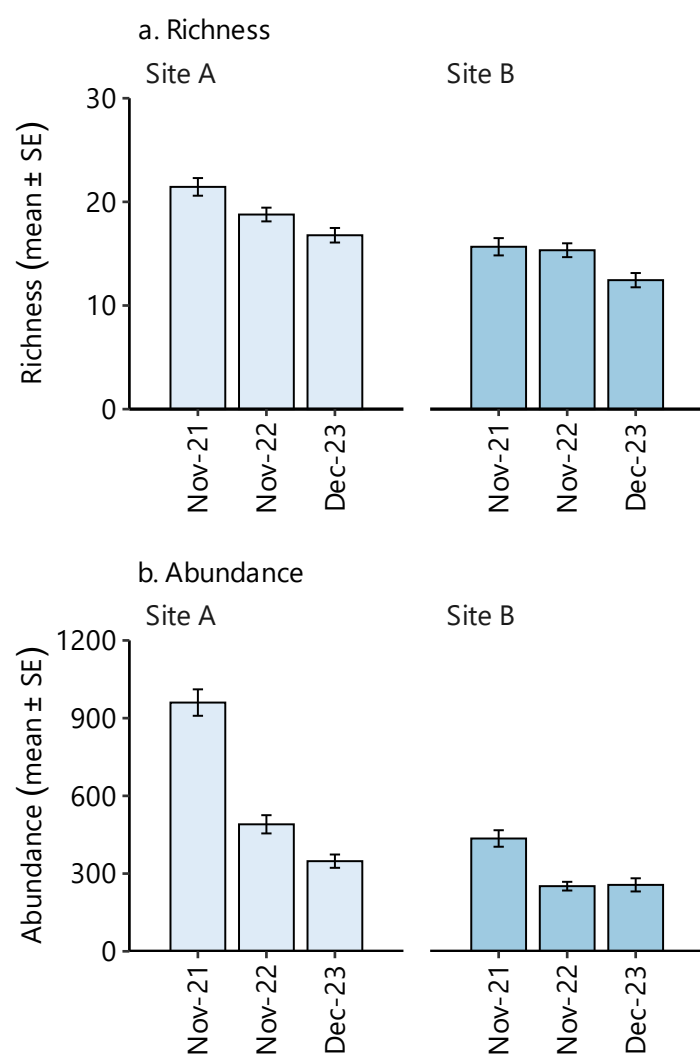 a. Richness
Site A
Site B
Richness (mean ± SE)
30
20
10
0
Nov-21
Nov-22
Dec-23
Nov-21
Nov-22
Dec-23
b. Abundance
Site A
Site B
Abundance (mean ± SE)
1200
900
600
300
0
Nov-21
Nov-22
Dec-23
Nov-21
Nov-22
Dec-23